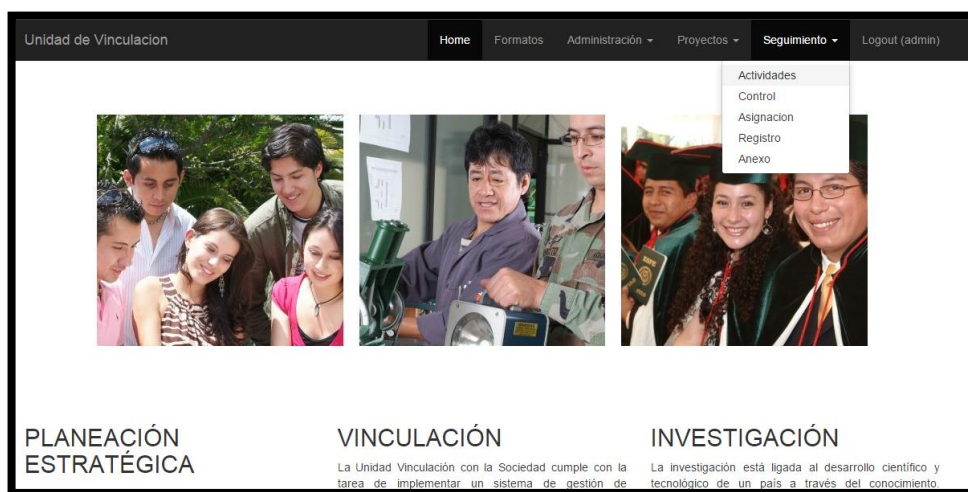 Unidad de Vinculacion
Home
Formatos
Administración
Proyectos
Seguimiento
Logout (admin)
Actividades
Control
Asignacion
Registro
Anexo
PLANEACIÓN
ESTRATÉGICA
VINCULACIÓN
La Unidad Vinculación con la Sociedad cumple con la
tarea de implementar un sistema de gestión de
INVESTIGACIÓN
La investigación está ligada al desarrollo científico y
tecnológico de un país a través del conocimiento.